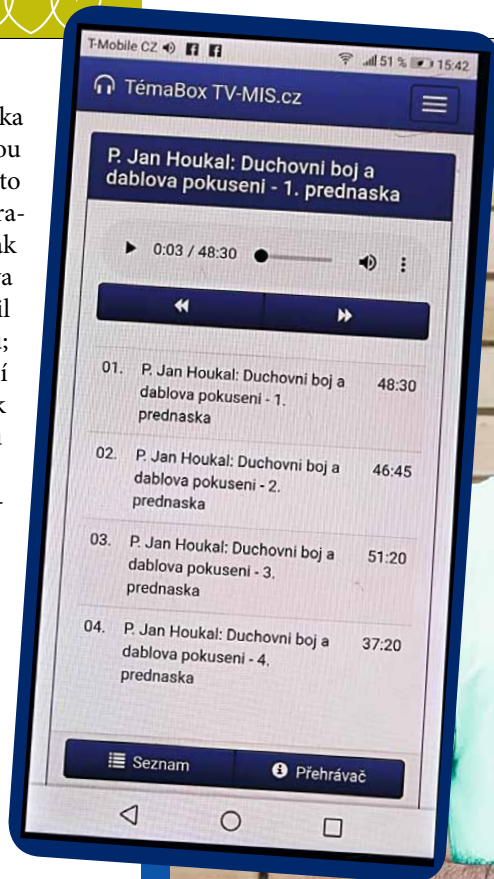 ka
ou
to
ra-
ak
va
il
;
í
k
-
T-Mobile CZ 51 % 15:42
TémaBox TV-MIS.cz
P. Jan Houkal: Duchovni boj a
dablova pokuseni - 1. prednaska
0:03 / 48:30
01. P. Jan Houkal: Duchovni boj a 48:30
dablova pokuseni - 1.
prednaska
02. P. Jan Houkal: Duchovni boj a 46:45
dablova pokuseni - 2.
prednaska
03. P. Jan Houkal: Duchovni boj a 51:20
dablova pokuseni - 3.
prednaska
04. P. Jan Houkal: Duchovni boj a 37:20
dablova pokuseni - 4.
prednaska
Seznam Přehrávač